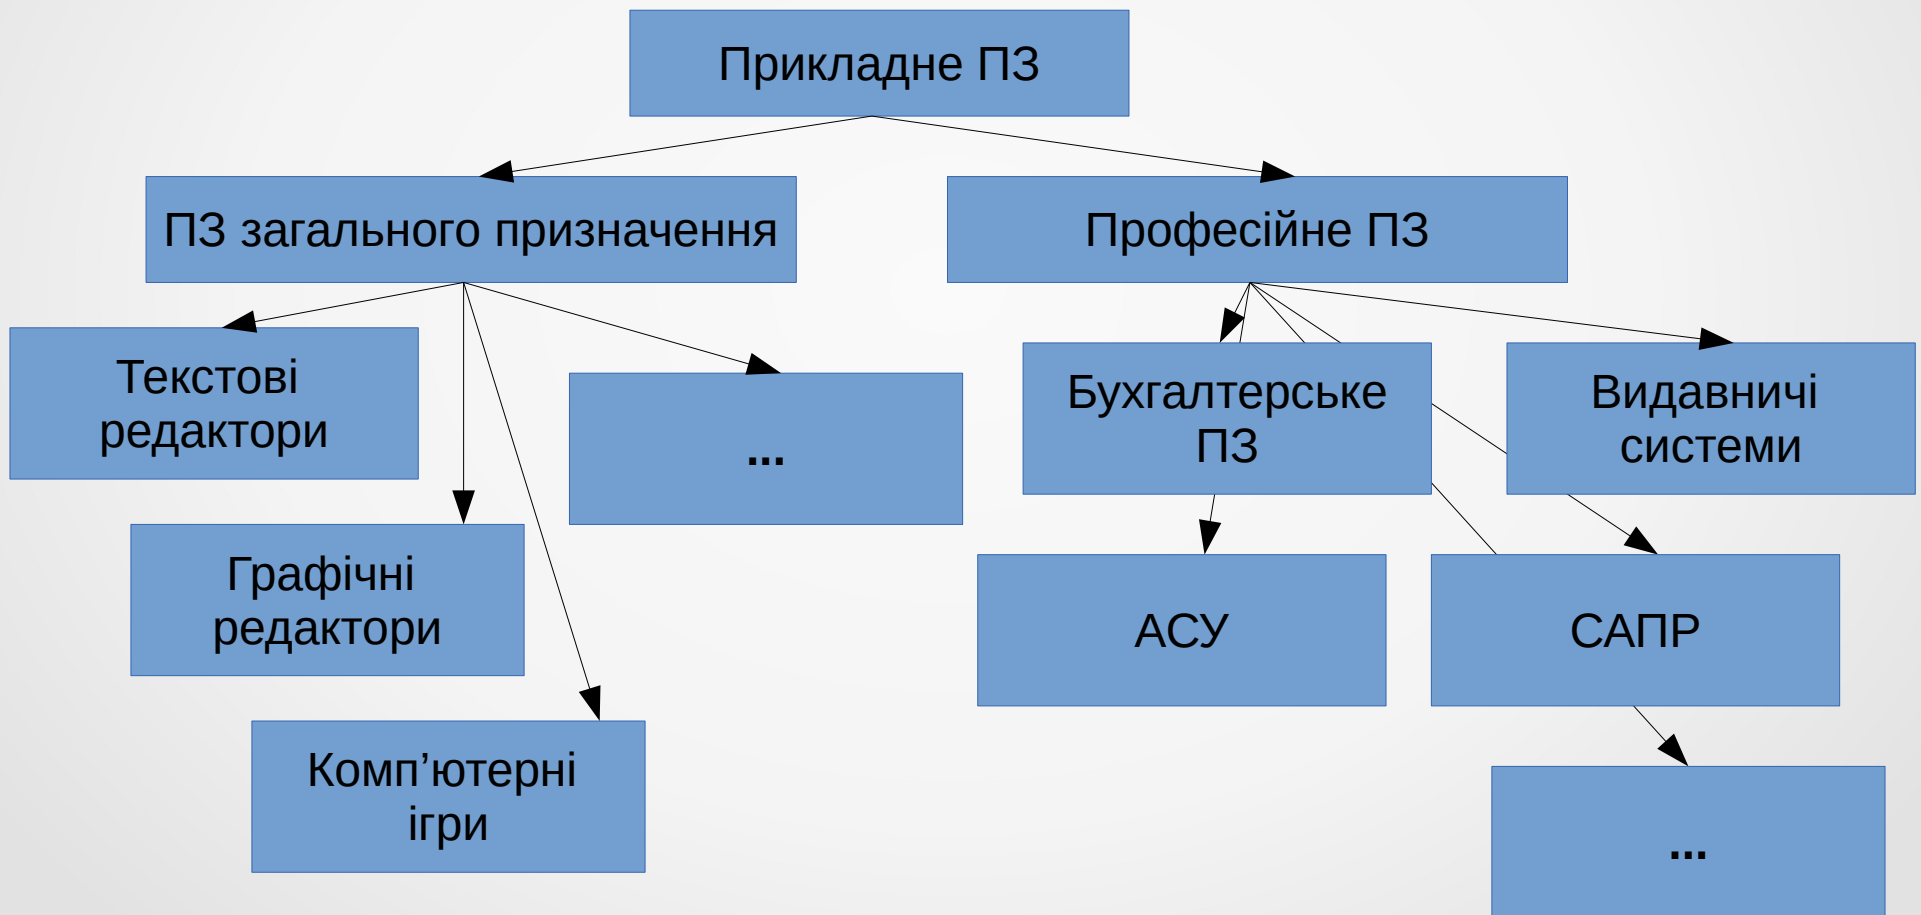 Прикладне ПЗ
ПЗ загального призначення
Професійне ПЗ
Текстові
редактори
...
Бухгалтерське
ПЗ
Видавничі
системи
Графічні
редактори
АСУ
САПР
Комп’ютерні
ігри
...